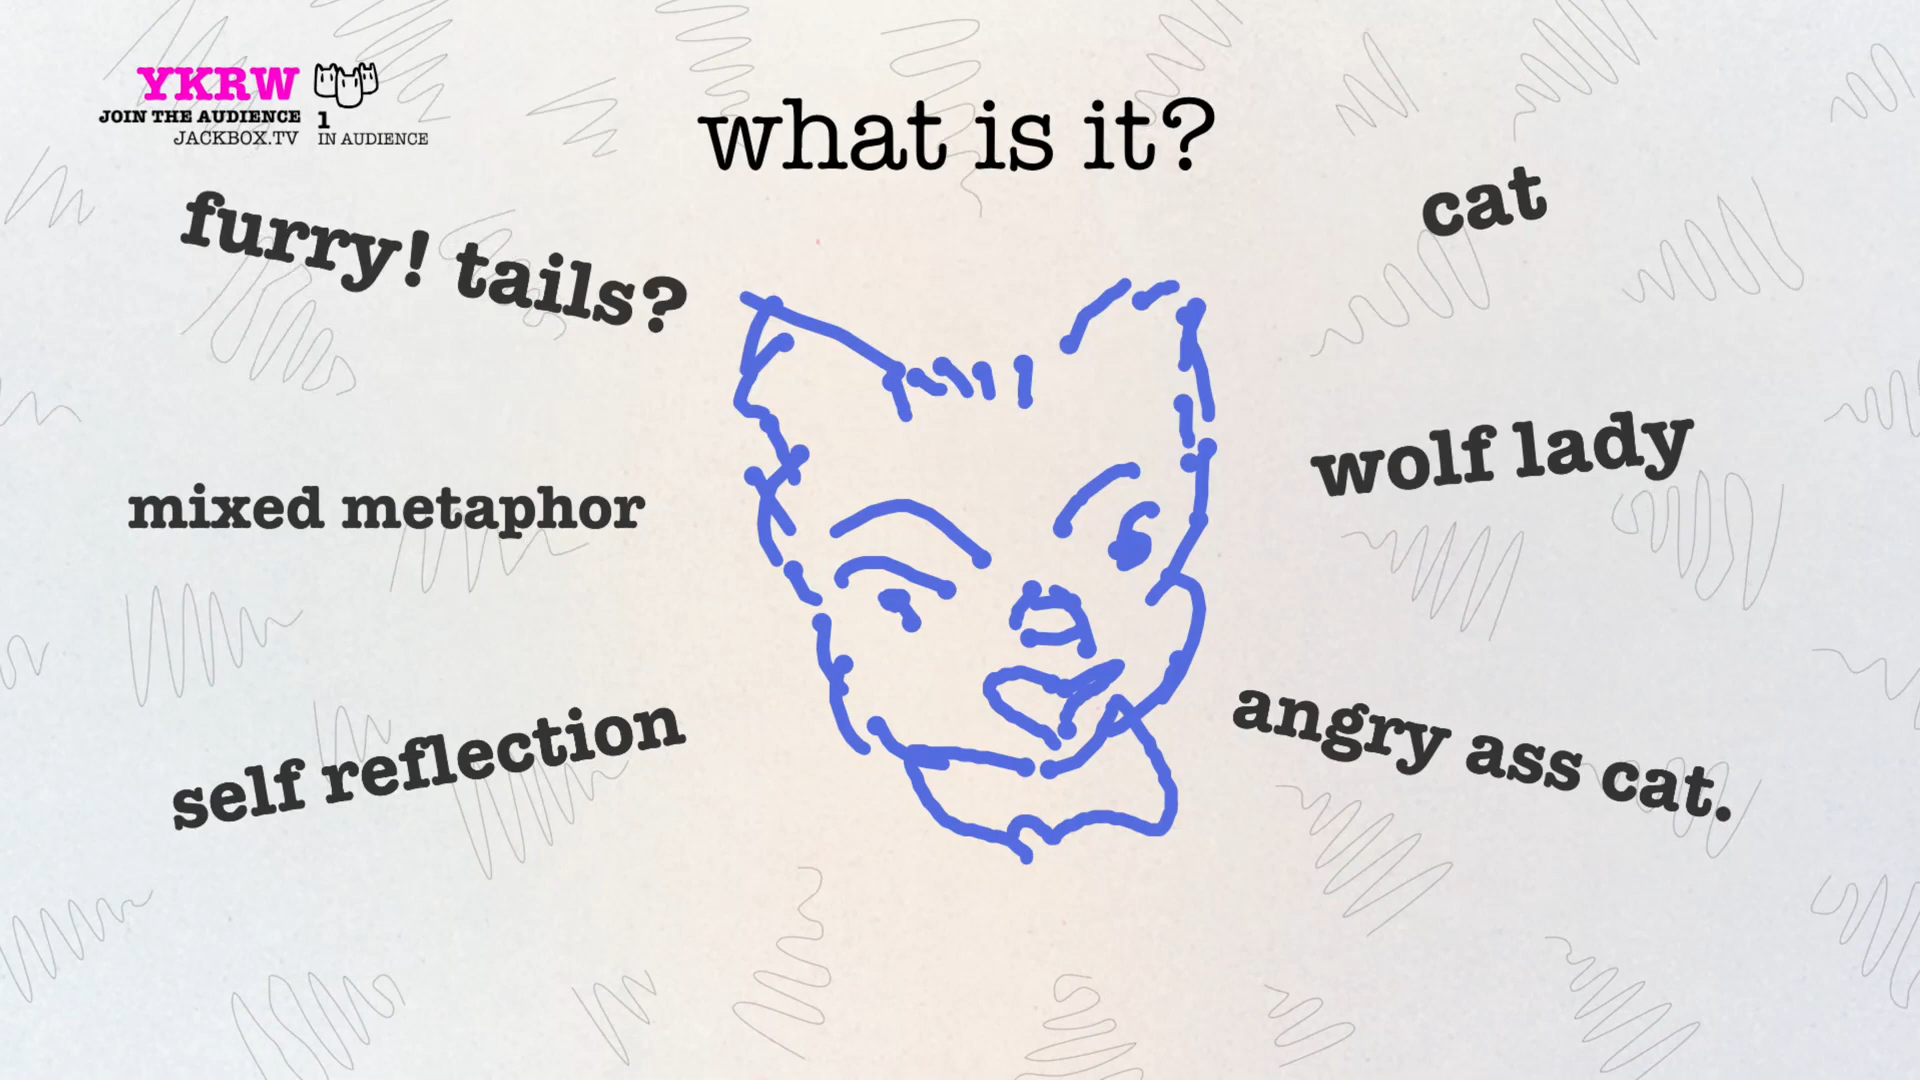 YKRW
JOIN THE AUDIENCE
JACKBOX.TV
1
IN AUDIENCE
what is it?
furry! tails?
cat
mixed metaphor
wolf lady
self reflection
angry ass cat.